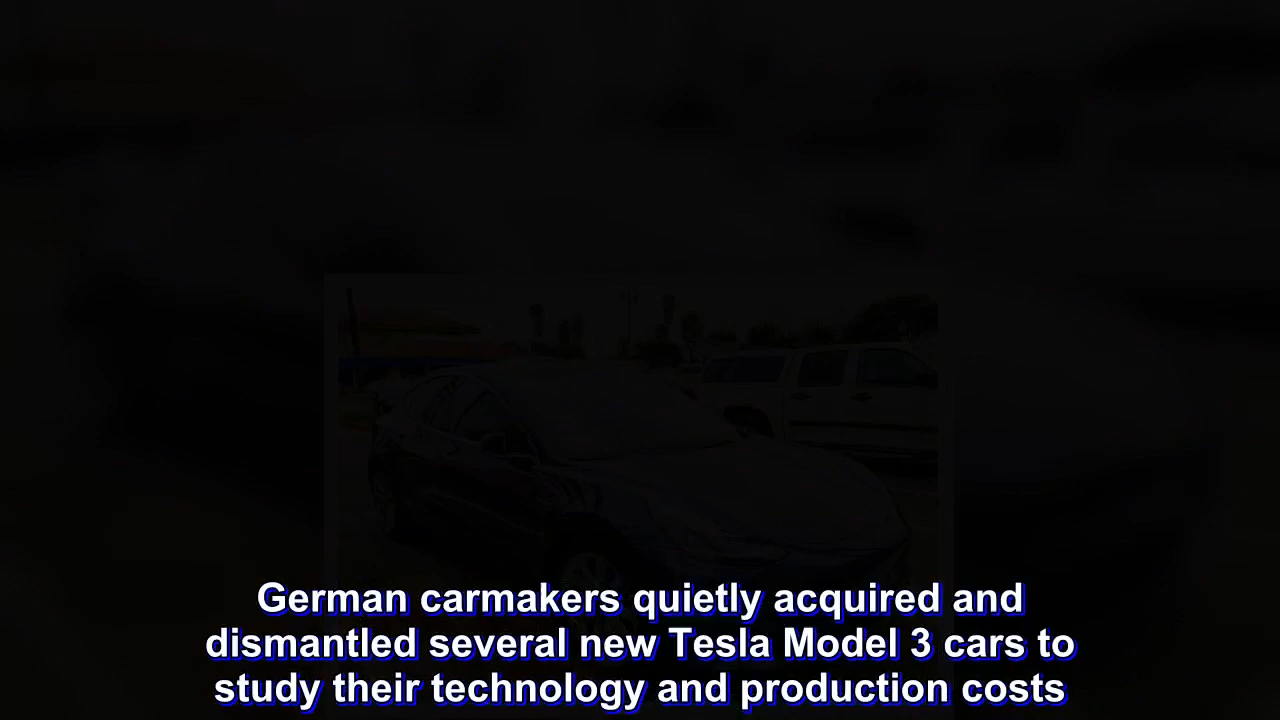 German carmakers quietly acquired and
dismantled several new Tesla Model 3 cars to
study their technology and production costs